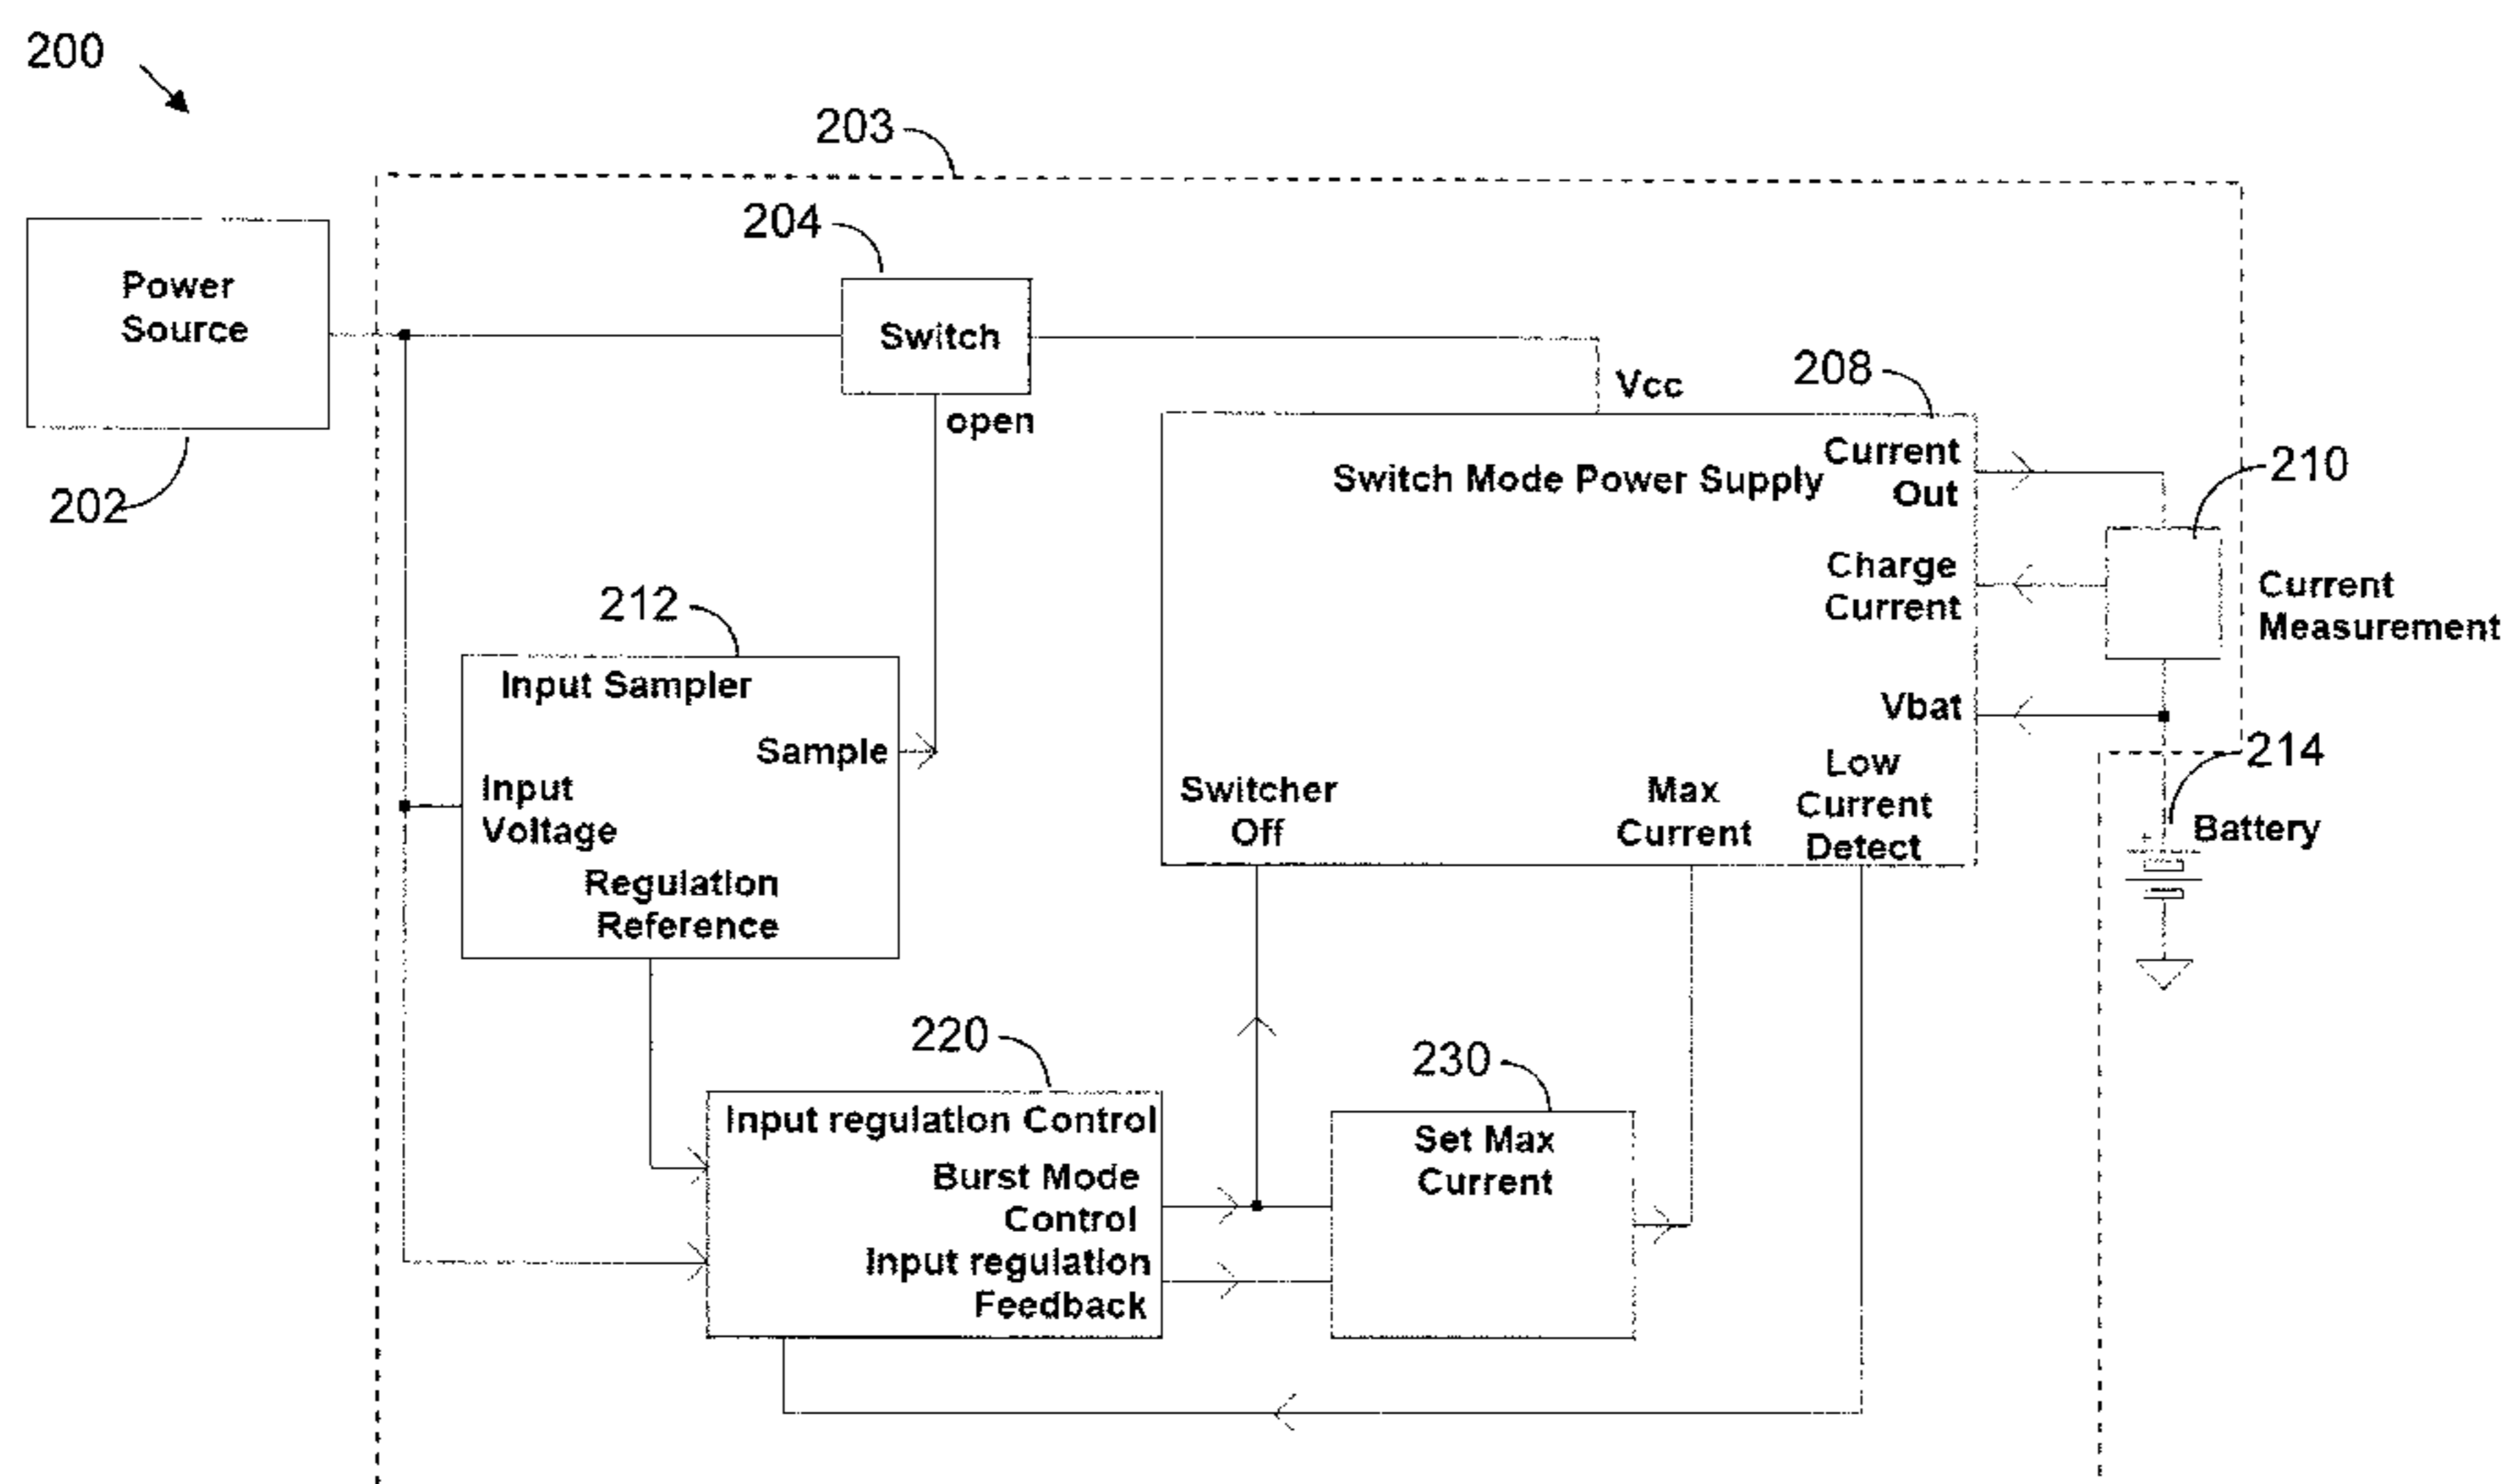 200
203
204
Power
Source
Switch
open
Vcc
208
202
Switch Mode Power Supply
Current
Out
210
Charge
Current
Current
Measurement
212
Input Sampler
Sample
Input
Voltage
Regulation
Reference
Vbat
214
Switcher
Off
Max
Current
Low
Current
Detect
+
Battery
220
230
Input regulation Control
Burst Mode
Control
Input regulation
Feedback
Set Max
Current